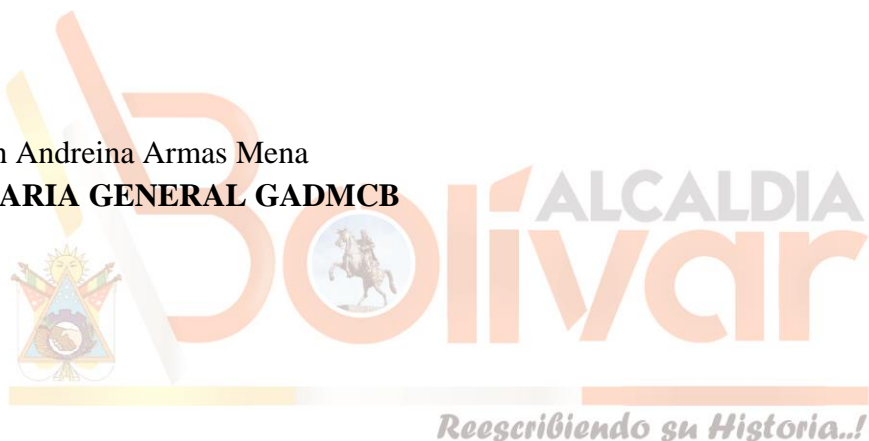 n Andreina Armas Mena
ARIA GENERAL GADMCB
ALCALDIA
Bolívar
Reescribiendo su Historia..!